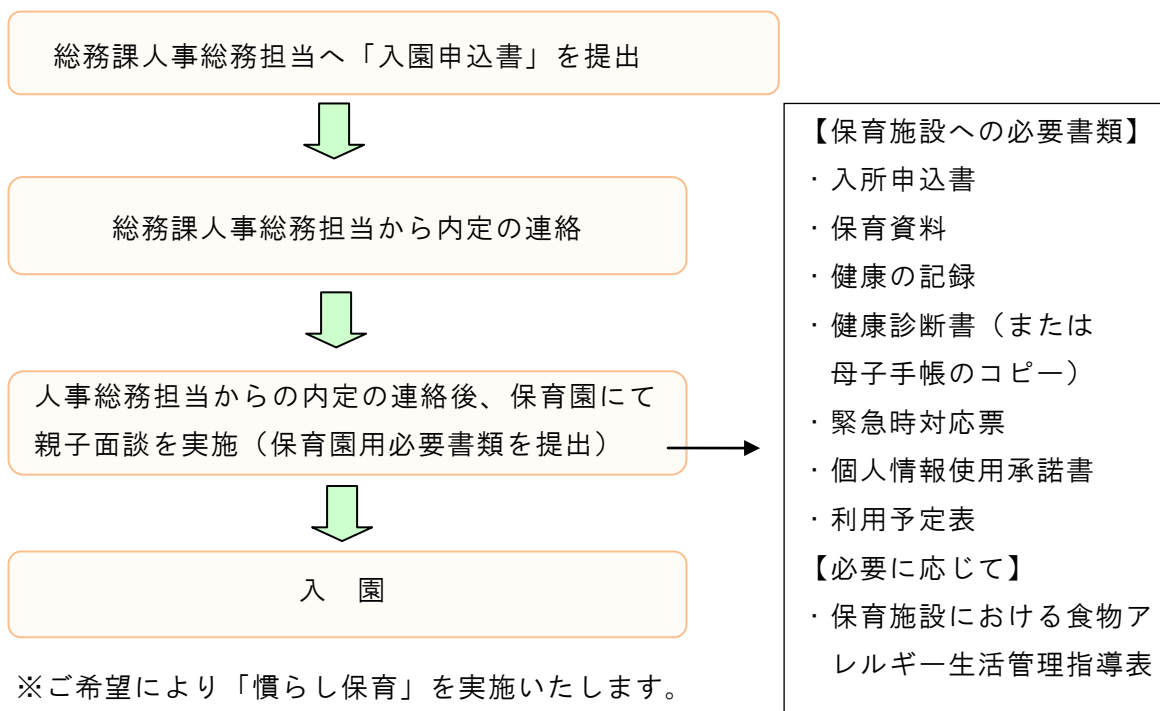 総務課人事総務担当へ「入園申込書」を提出
総務課人事総務担当から内定の連絡
人事総務担当からの内定の連絡後、保育園にて
親子面談を実施（保育園用必要書類を提出）
入　園
※ご希望により「慣らし保育」を実施いたします。
【保育施設への必要書類】
・入所申込書
・保育資料
・健康の記録
・健康診断書（または
母子手帳のコピー）
・緊急時対応票
・個人情報使用承諾書
・利用予定表
【必要に応じて】
・保育施設における食物ア
レルギー生活管理指導表